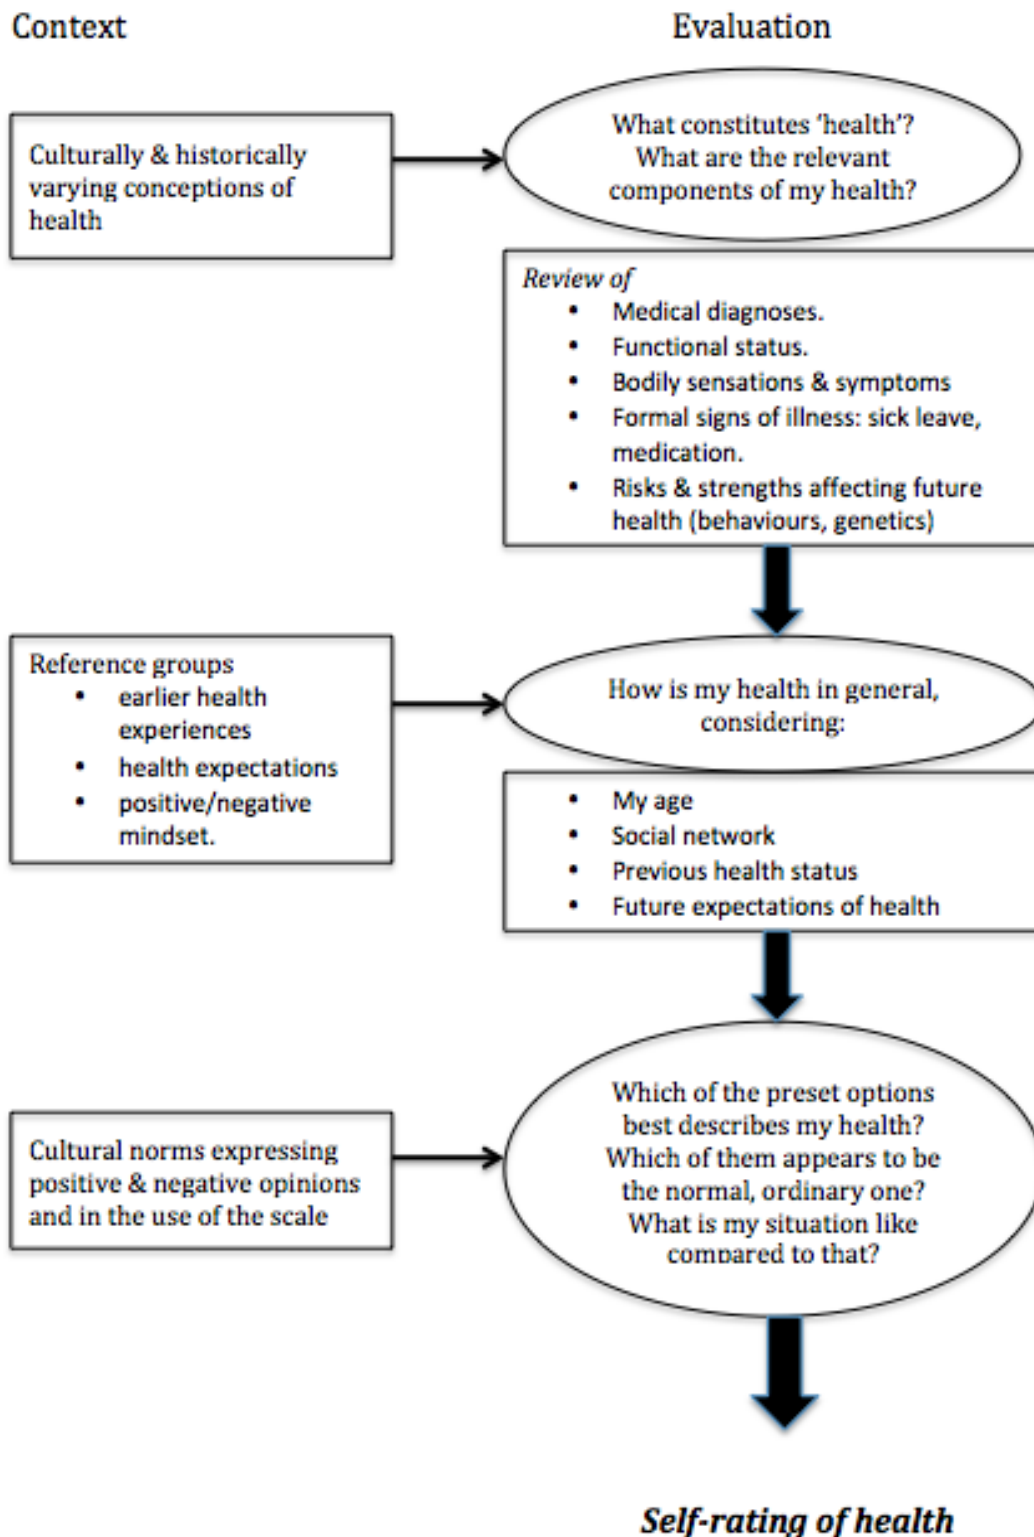 Context
Evaluation
Culturally & historically
varying conceptions of
health
What constitutes ‘health’?
What are the relevant
components of my health?
Review of
• Medical diagnoses.
• Functional status.
• Bodily sensations & symptoms
• Formal signs of illness: sick leave,
medication.
• Risks & strengths affecting future
health (behaviours, genetics)
Reference groups
• earlier health
experiences
• health expectations
• positive/negative
mindset.
How is my health in general,
considering:
• My age
• Social network
• Previous health status
• Future expectations of health
Cultural norms expressing
positive & negative opinions
and in the use of the scale
Which of the preset options
best describes my health?
Which of them appears to be
the normal, ordinary one?
What is my situation like
compared to that?
Self-rating of health